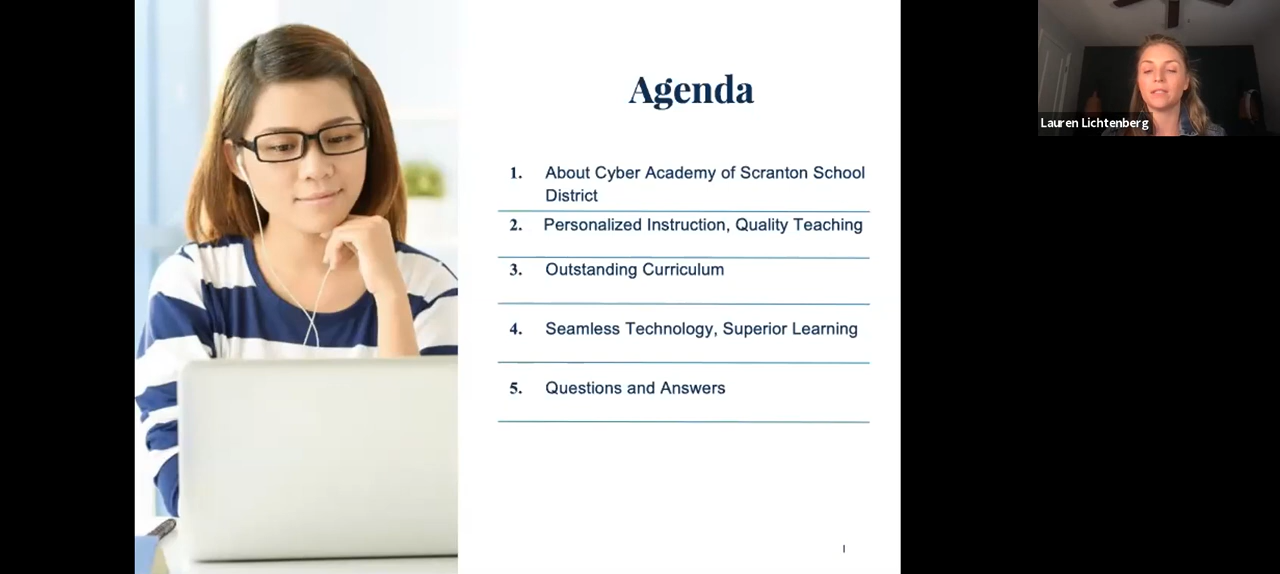 Agenda
1. About Cyber Academy of Scranton School
District
2. Personalized Instruction, Quality Teaching
3. Outstanding Curriculum
4. Seamless Technology, Superior Learning
5. Questions and Answers
Lauren Lichtenberg